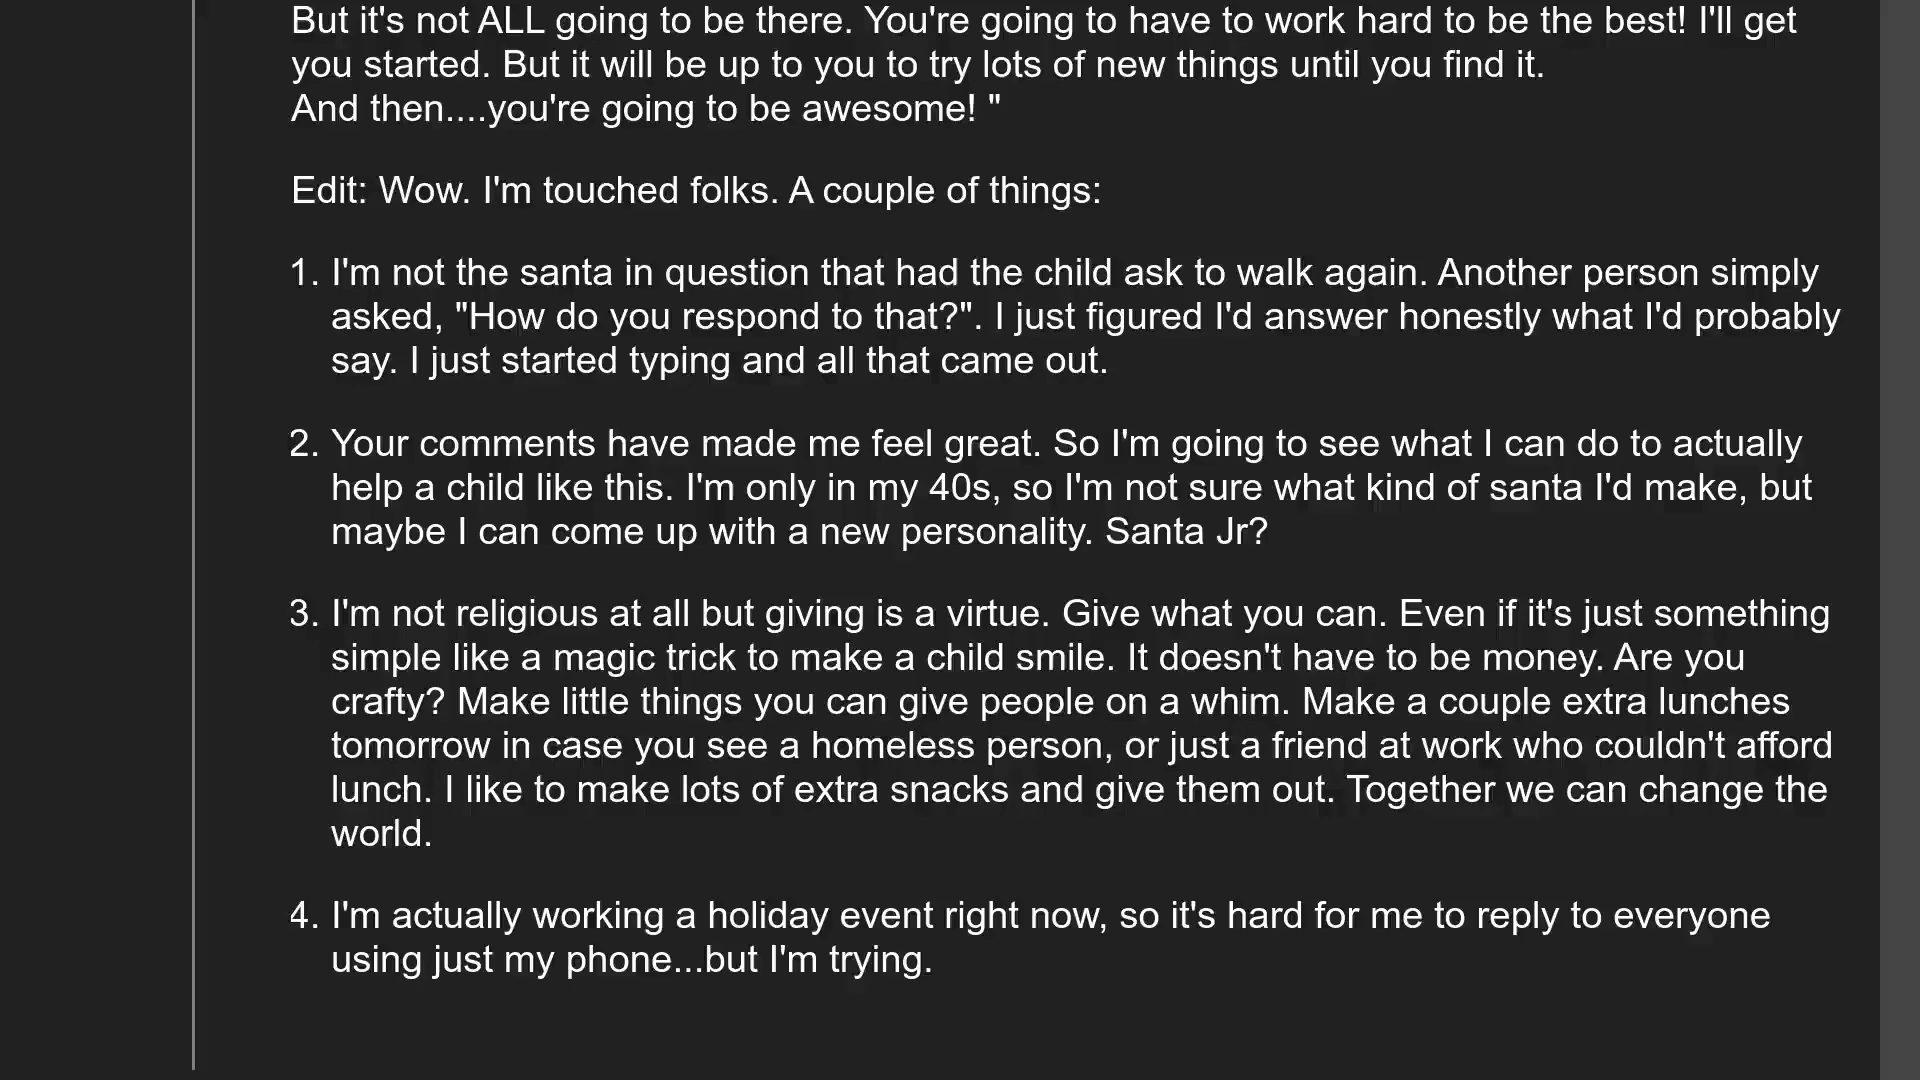 But it's not ALL going to be there. You're going to have to work hard to be the best! I'll get
you started. But it will be up to you to try lots of new things until you find it.
And then....you're going to be awesome! "
Edit: Wow. I'm touched folks. A couple of things:
1. I'm not the santa in question that had the child ask to walk again. Another person simply
asked, "How do you respond to that?". I just figured I'd answer honestly what I'd probably
say. I just started typing and all that came out.
2. Your comments have made me feel great. So I'm going to see what I can do to actually
help a child like this. I'm only in my 40s, so I'm not sure what kind of santa I'd make, but
maybe I can come up with a new personality. Santa Jr?
3. I'm not religious at all but giving is a virtue. Give what you can. Even if it's just something
simple like a magic trick to make a child smile. It doesn't have to be money. Are you
crafty? Make little things you can give people on a whim. Make a couple extra lunches
tomorrow in case you see a homeless person, or just a friend at work who couldn't afford
lunch. I like to make lots of extra snacks and give them out. Together we can change the
world.
4. I'm actually working a holiday event right now, so it's hard for me to reply to everyone
using just my phone...but I'm trying.